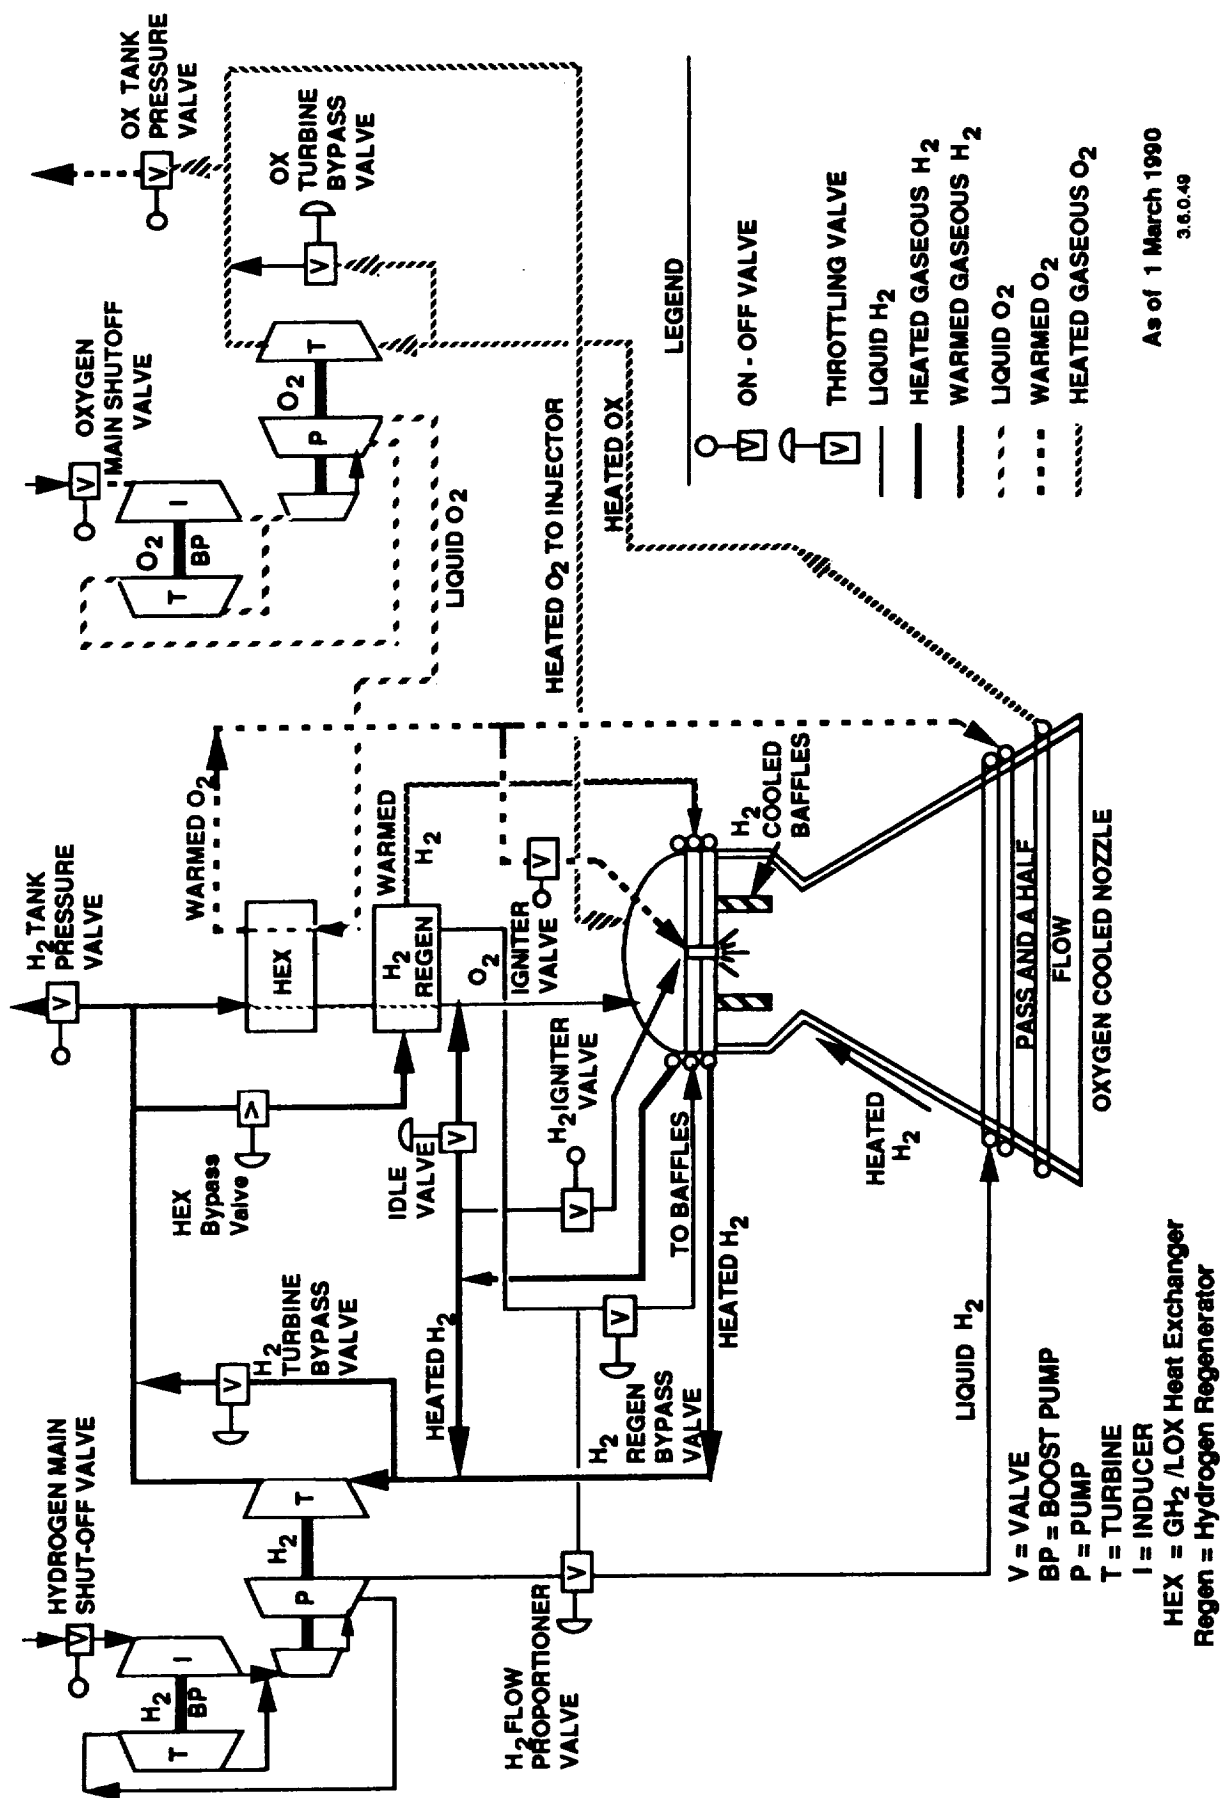 HYDROGEN MAIN
SHUT-OFF VALVE
V
H2
BP
T
I
H2
P
T
H2
TURBINE
BYPASS
VALVE
V
H2 TANK
PRESSURE
VALVE
V
HEX
Bypass
Valve
V
HEX
WARMED O2
H2
REGEN
WARMED
H2
OXYGEN
MAIN SHUTOFF
VALVE
V
O2
BP
T
I
O2
P
T
LIQUID O2
OX TANK
PRESSURE
VALVE
V
OX
TURBINE
BYPASS
VALVE
V
HEATED O2 TO INJECTOR
HEATED OX
H2 FLOW
PROPORTIONER
VALVE
V
HEATED H2
IDLE
VALVE
V
H2 IGNITER
VALVE
V
O2
IGNITER
VALVE
V
H2
REGEN
BYPASS
VALVE
V
TO BAFFLES
HEATED H2
H2
COOLED
BAFFLES
LIQUID H2
HEATED
H2
PASS AND A HALF
FLOW
OXYGEN COOLED NOZZLE
LEGEND
V
ON - OFF VALVE
V
THROTTLING VALVE
LIQUID H2
HEATED GASEOUS H2
WARMED GASEOUS H2
LIQUID O2
WARMED O2
HEATED GASEOUS O2
V = VALVE
BP = BOOST PUMP
P = PUMP
T = TURBINE
I = INDUCER
HEX = GH2 /LOX Heat Exchanger
Regen = Hydrogen Regenerator
As of 1 March 1990
3.6.0.49